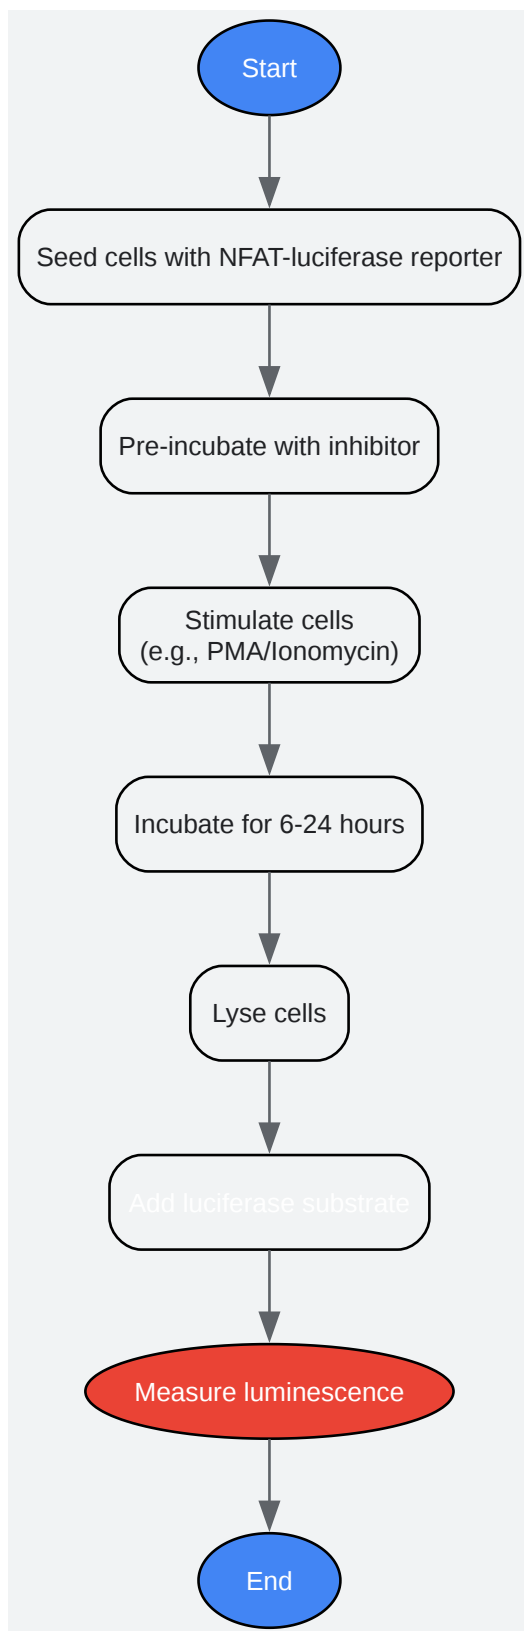 Start
Seed cells with NFAT-luciferase reporter
Pre-incubate with inhibitor
Stimulate cells
(e.g., PMA/Ionomycin)
Incubate for 6-24 hours
Lyse cells
Add luciferase substrate
Measure luminescence
End